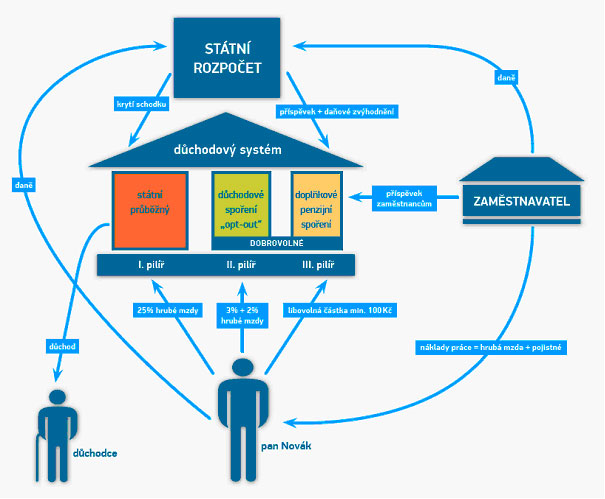 STÁTNÍ
ROZPOČET
daně
krytí schodku
příspěvek + daňové zvýhodnění
důchodový systém
daně
státní
průběžný
důchodové
spoření
„opt-out“
doplňkové
penzijní
spoření
příspěvek
zaměstnancům
ZAMĚSTNAVATEL
DOBROVOLNÉ
I. pilíř
II. pilíř
III. pilíř
25% hrubé mzdy
3% + 2%
hrubé mzdy
libovolná částka min. 100 Kč
důchod
náklady práce = hrubá mzda + pojistné
důchodce
pan Novák